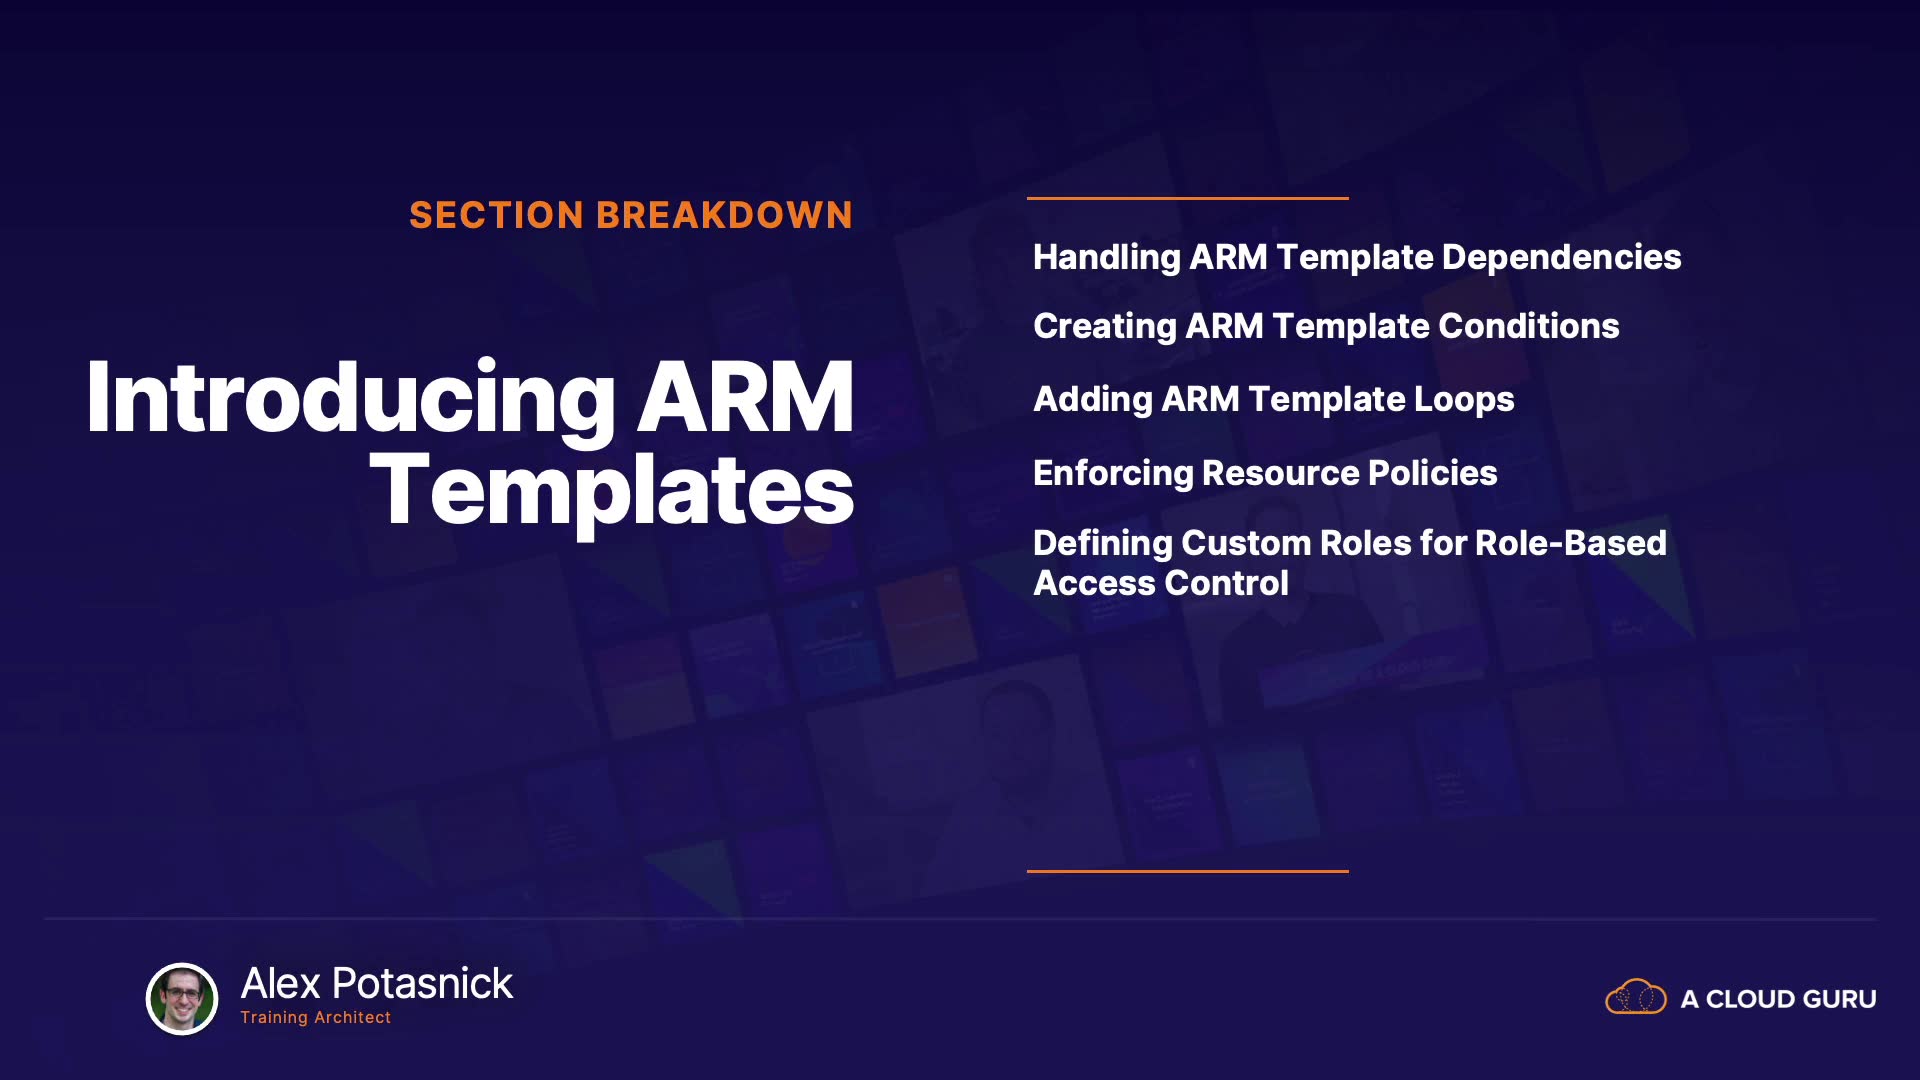 SECTION BREAKDOWN
Introducing ARM
Templates
Handling ARM Template Dependencies
Creating ARM Template Conditions
Adding ARM Template Loops
Enforcing Resource Policies
Defining Custom Roles for Role-Based
Access Control
Alex Potasnick
Training Architect
A CLOUD GURU